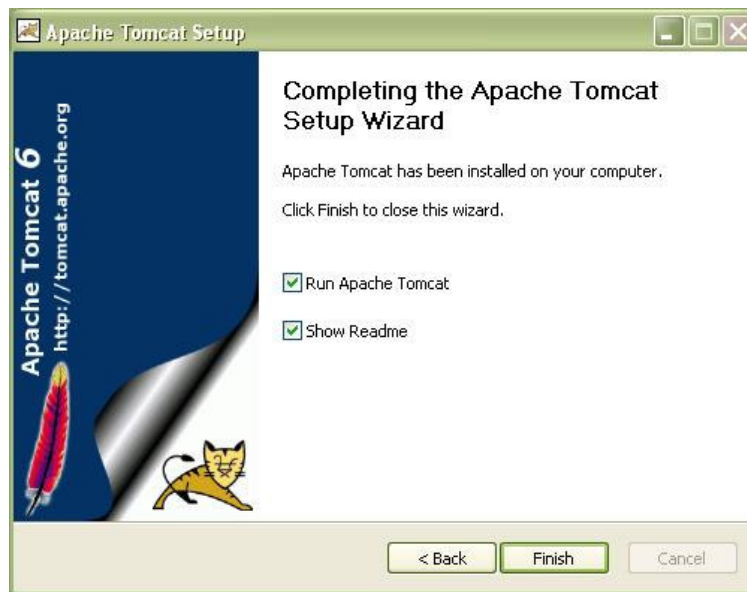 Apache Tomcat Setup
Apache Tomcat 6
http://tomcat.apache.org
Completing the Apache Tomcat
Setup Wizard
Apache Tomcat has been installed on your computer.
Click Finish to close this wizard.
Run Apache Tomcat
Show Readme
< Back
Finish
Cancel